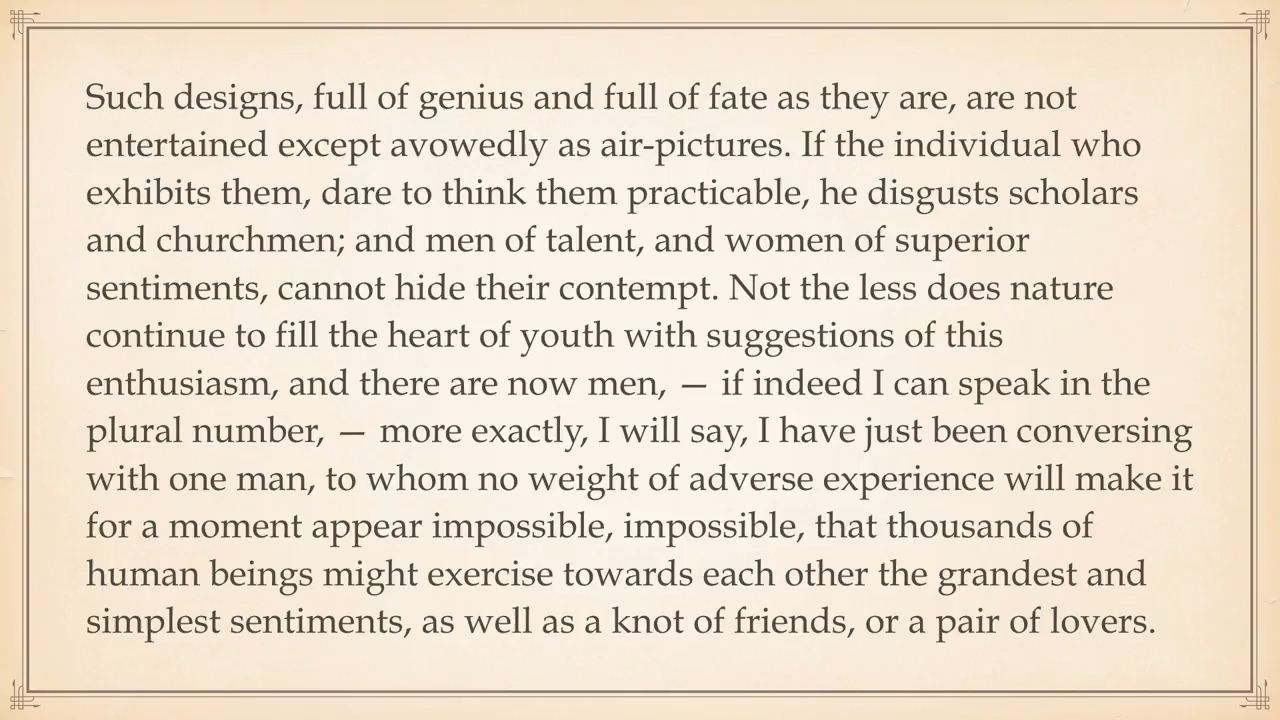 Such designs, full of genius and full of fate as they are, are not
entertained except avowedly as air-pictures. If the individual who
exhibits them, dare to think them practicable, he disgusts scholars
and churchmen; and men of talent, and women of superior
sentiments, cannot hide their contempt. Not the less does nature
continue to fill the heart of youth with suggestions of this
enthusiasm, and there are now men, — if indeed I can speak in the
plural number, — more exactly, I will say, I have just been conversing
with one man, to whom no weight of adverse experience will make it
for a moment appear impossible, impossible, that thousands of
human beings might exercise towards each other the grandest and
simplest sentiments, as well as a knot of friends, or a pair of lovers.